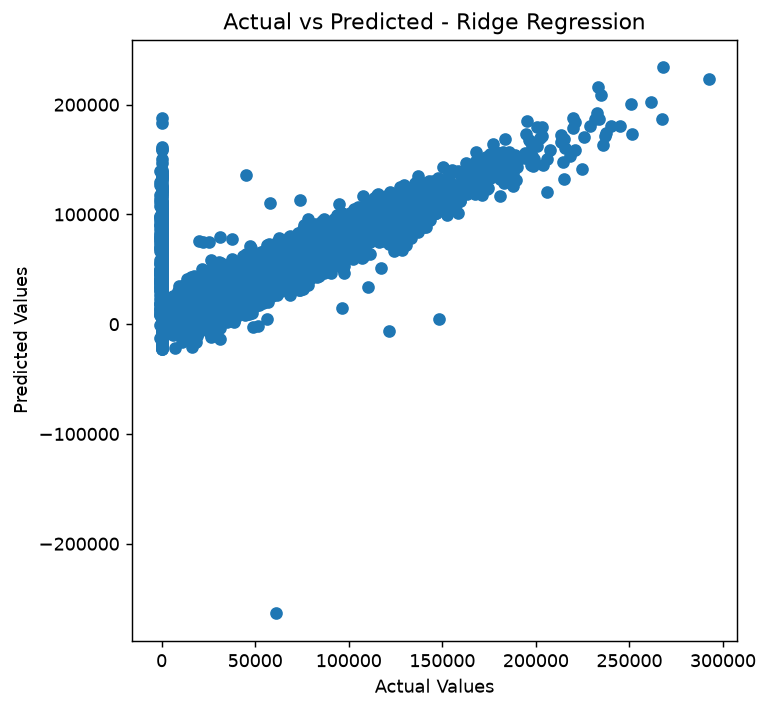 Actual vs Predicted - Ridge Regression
Predicted Values
200000
100000
0
−100000
−200000
0 50000 100000 150000 200000 250000 300000
Actual Values